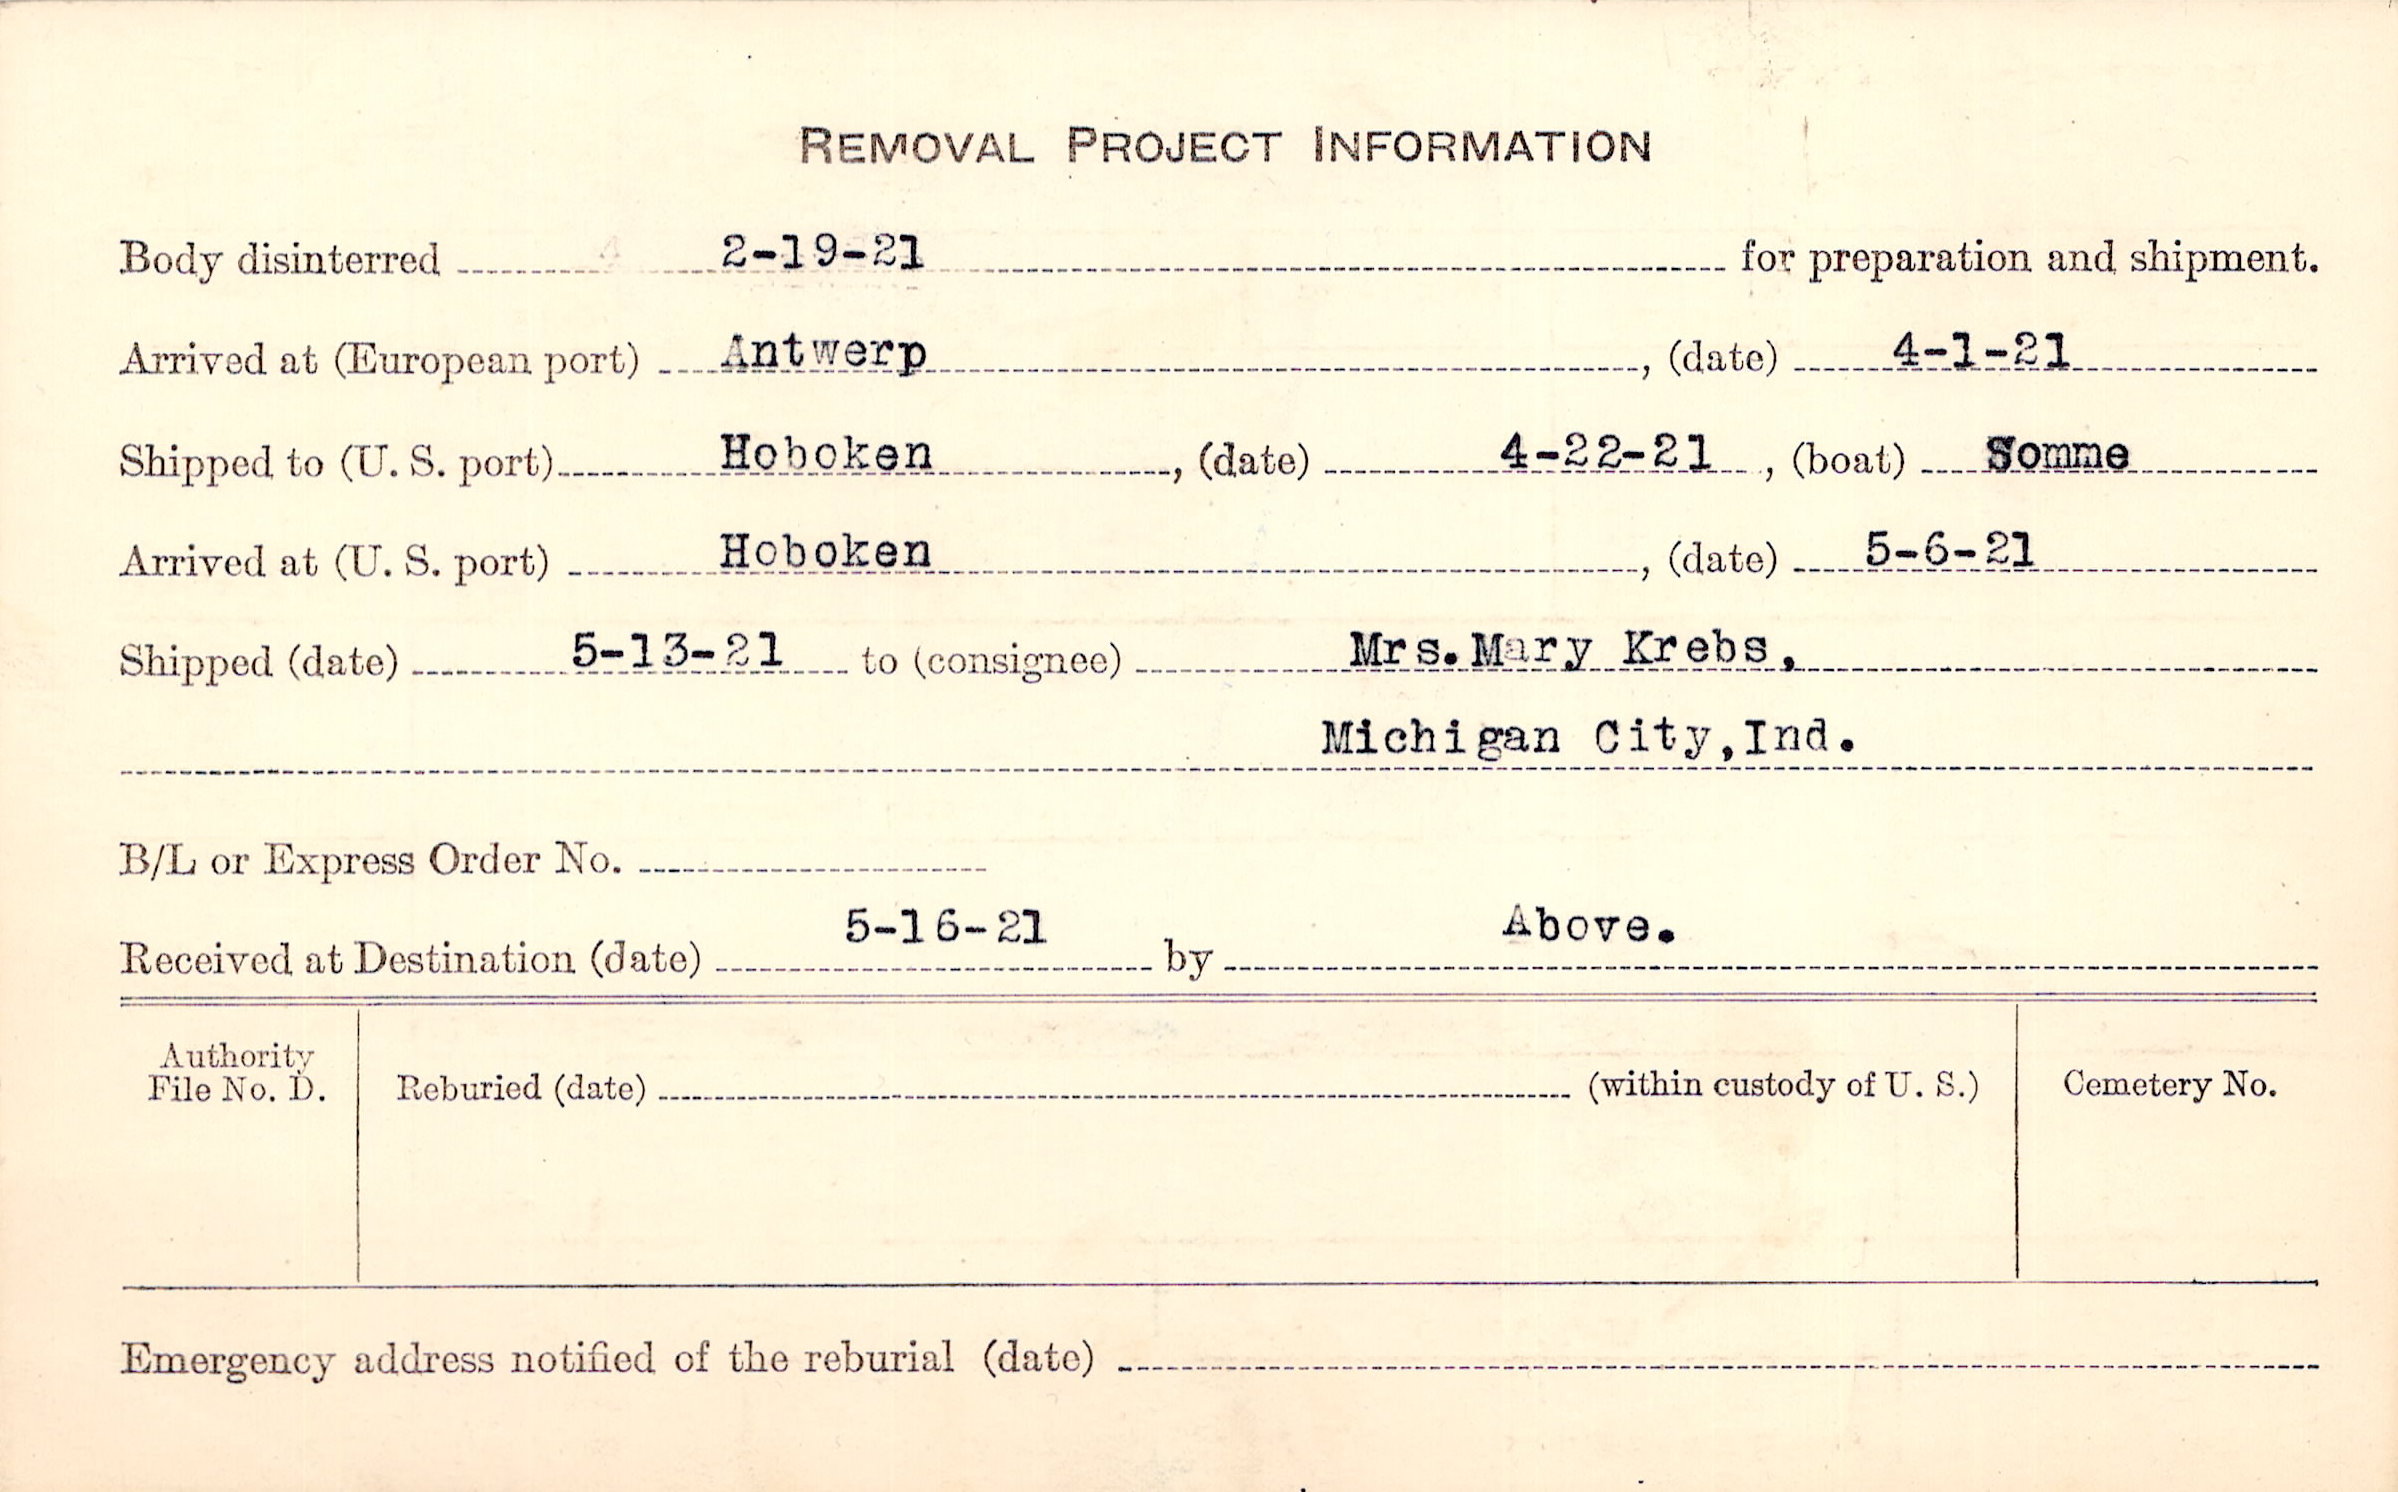 REMOVAL PROJECT INFORMATION
Body disinterred 2-19-21 for preparation and shipment.
Arrived at (European port) Antwerp, (date) 4-1-21
Shipped to (U. S. port) Hoboken, (date) 4-22-21, (boat) Somme
Arrived at (U. S. port) Hoboken, (date) 5-6-21
Shipped (date) 5-13-21 to (consignee) Mrs.Mary Krebs,
Michigan City,Ind.
B/L or Express Order No.
Received at Destination (date) 5-16-21 by Above.
Authority
File No. D.
Reburied (date) (within custody of U. S.)
Cemetery No.
Emergency address notified of the reburial (date)